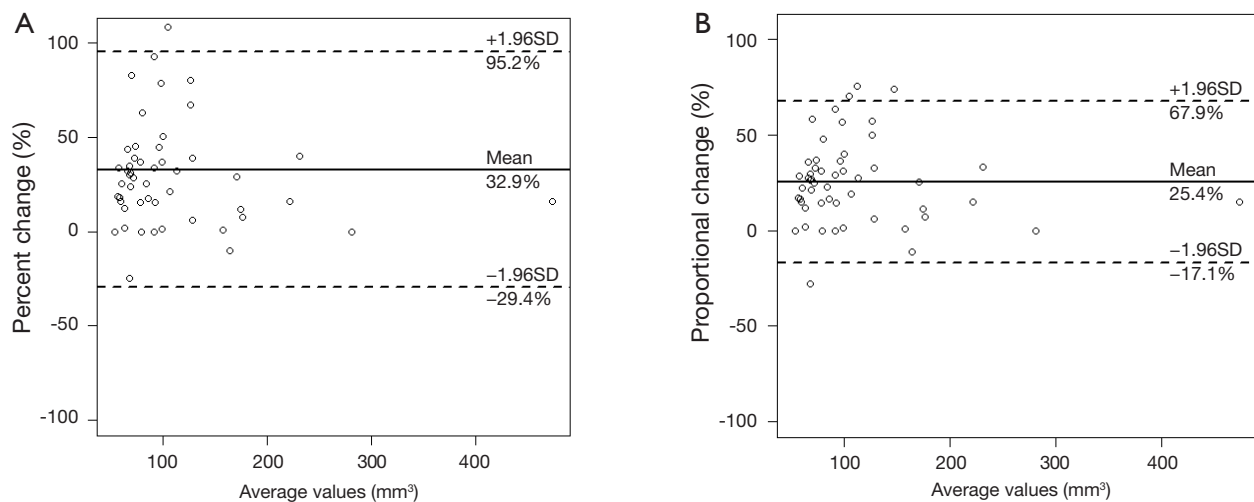 A
Percent change (%)
100
50
0
-50
-100
+1.96SD
95.2%
Mean
32.9%
−1.96SD
−29.4%
100
200
300
400
Average values (mm³)
B
Proportional change (%)
100
50
0
-50
-100
+1.96SD
67.9%
Mean
25.4%
−1.96SD
−17.1%
100
200
300
400
Average values (mm³)